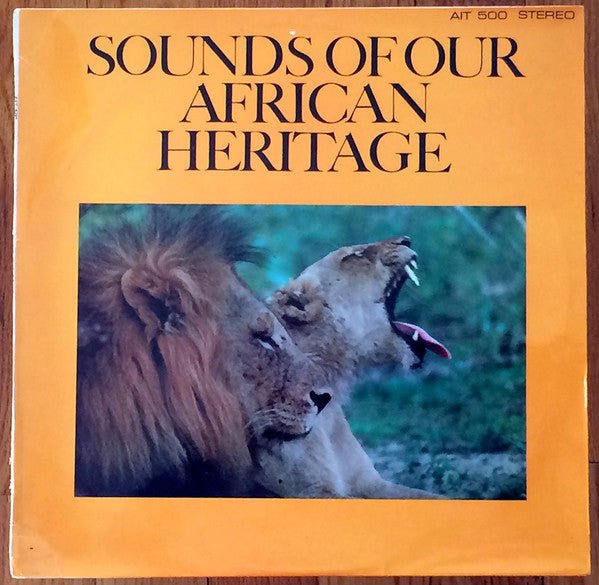 AIT 500 STEREO
SOUNDS OF OUR
AFRICAN
HERITAGE